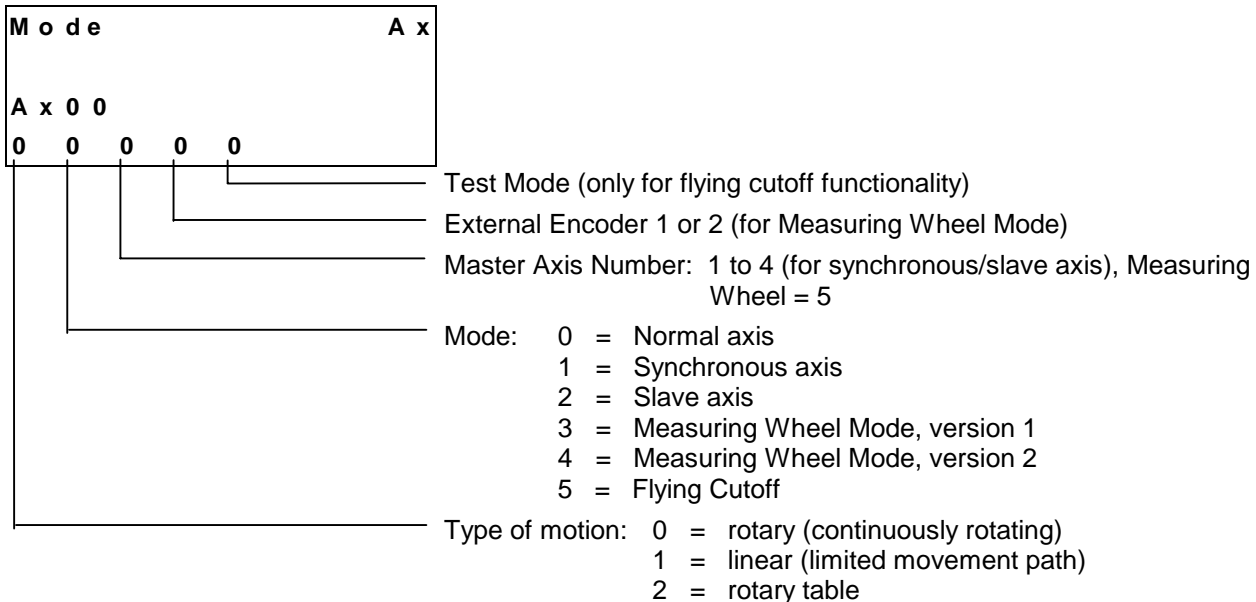 Mode Ax
Ax00
0 0 0 0 0
Test Mode (only for flying cutoff functionality)
External Encoder 1 or 2 (for Measuring Wheel Mode)
Master Axis Number: 1 to 4 (for synchronous/slave axis), Measuring
Wheel = 5
Mode: 0 = Normal axis
1 = Synchronous axis
2 = Slave axis
3 = Measuring Wheel Mode, version 1
4 = Measuring Wheel Mode, version 2
5 = Flying Cutoff
Type of motion: 0 = rotary (continuously rotating)
1 = linear (limited movement path)
2 = rotary table